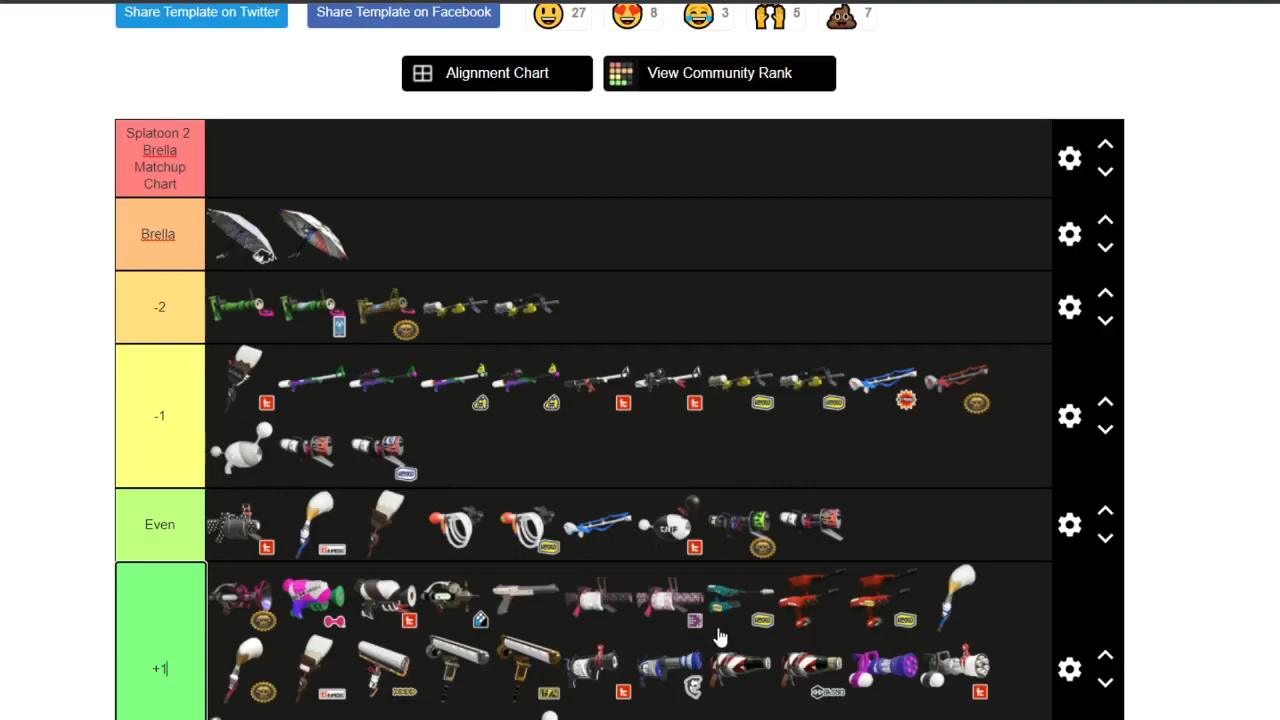 Share Template on Twitter
Share Template on Facebook
27
8
3
5
7
Alignment Chart
View Community Rank
Splatoon 2
Brella
Matchup
Chart
Brella
-2
-1
Even
+1